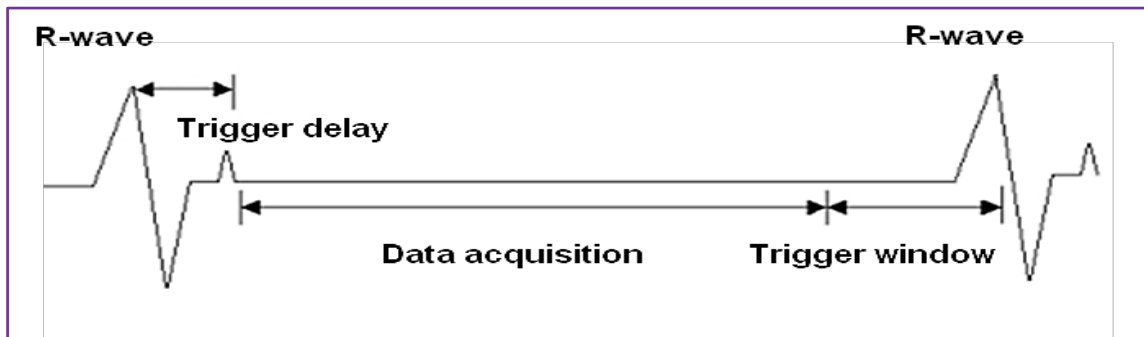 R-wave
R-wave
Trigger delay
Data acquisition
Trigger window